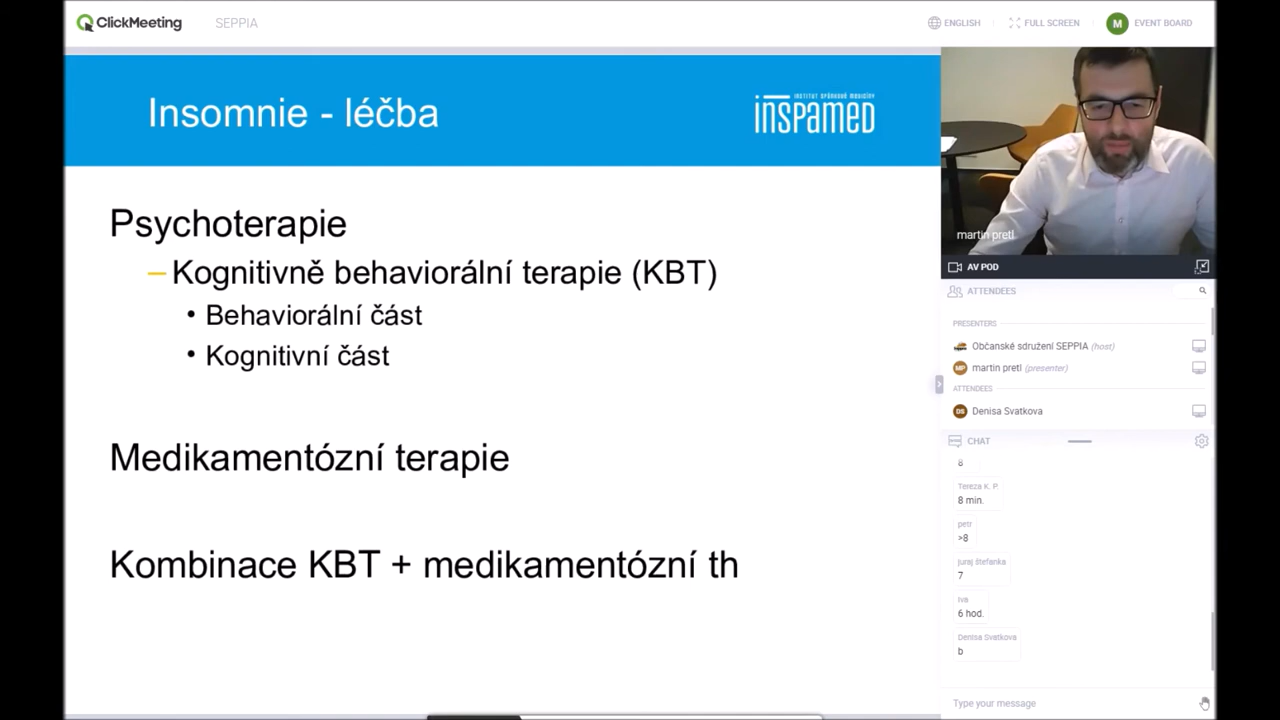 ClickMeeting
SEPPIA
ENGLISH
FULL SCREEN
M
EVENT BOARD
Insomnie - léčba
INSTITUT SPÁNKOVÉ MEDICÍNY
inspamed
Psychoterapie
– Kognitivně behaviorální terapie (KBT)
• Behaviorální část
• Kognitivní část
Medikamentózní terapie
Kombinace KBT + medikamentózní th
martin pretl
AV POD
ATTENDEES
PRESENTERS
Občanské sdružení SEPPIA (host)
MP martin pretl (presenter)
ATTENDEES
DS Denisa Svatkova
CHAT
8
Tereza K. P.
8 min.
petr
>8
juraj štefanka
7
Iva
6 hod.
Denisa Svatkova
b
Type your message